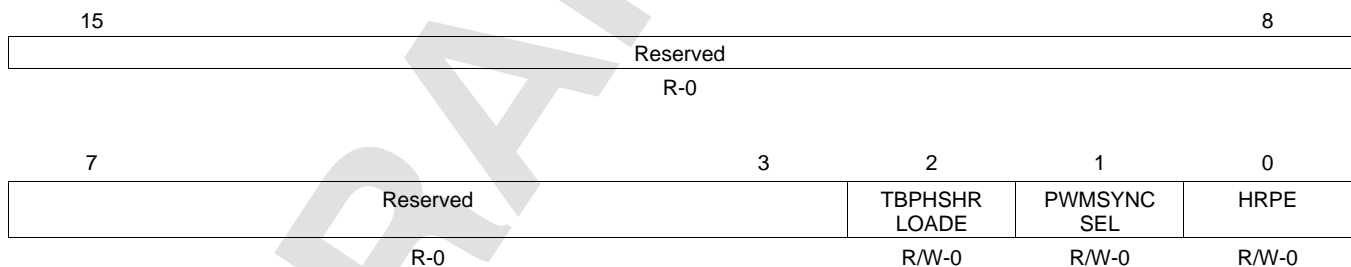 15 8
Reserved
R-0
7 3 2 1 0
Reserved TBPHSHR PWMSYNC HRPE
LOADE SEL
R-0 R/W-0 R/W-0 R/W-0